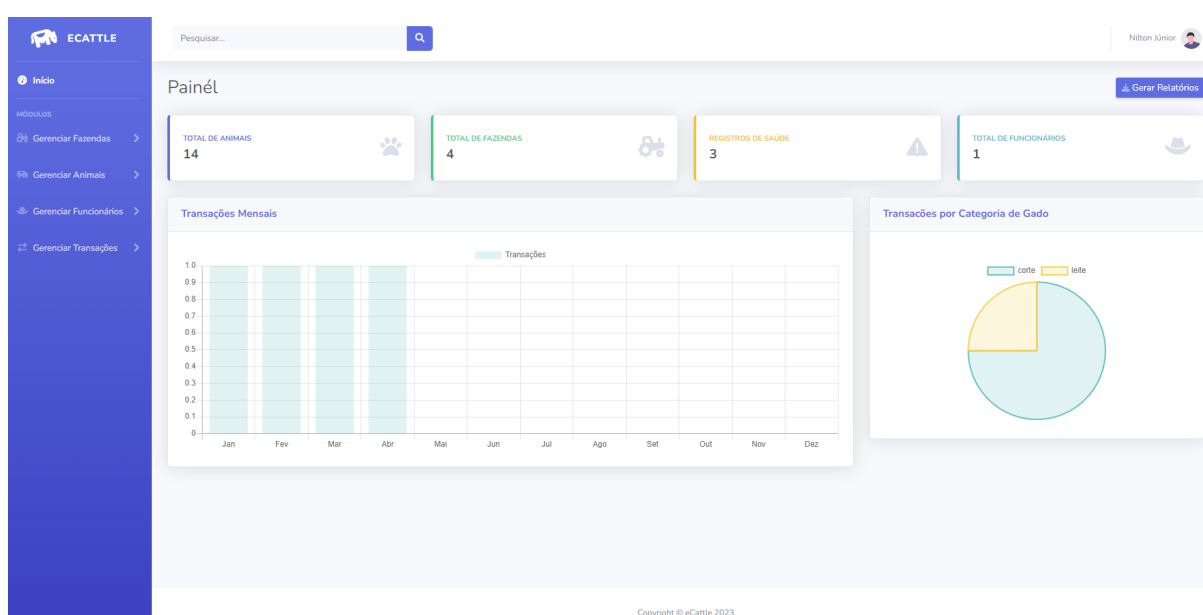 ECATTLE
Pesquisar...
Nilton Júnior
Início
Painél
Gerar Relatórios
MÓDULOS
Gerenciar Fazendas
Gerenciar Animais
Gerenciar Funcionários
Gerenciar Transações
TOTAL DE ANIMAIS
14
TOTAL DE FAZENDAS
4
REGISTROS DE SAÚDE
3
TOTAL DE FUNCIONÁRIOS
1
Transações Mensais
Transações
1.0
0.9
0.8
0.7
0.6
0.5
0.4
0.3
0.2
0.1
0
Jan Fev Mar Abr Mai Jun Jul Ago Set Out Nov Dez
Transacões por Categoria de Gado
corte leite
Copyright © eCattle 2023